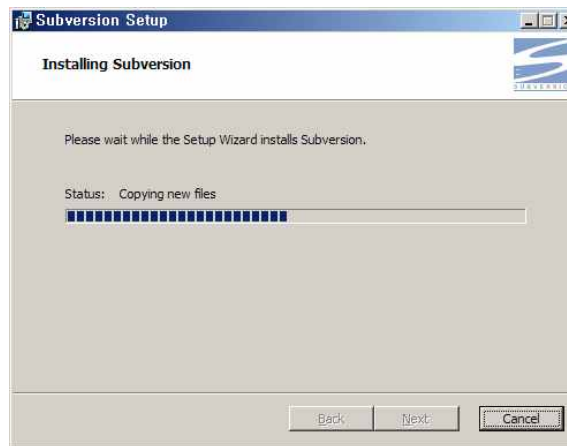 Subversion Setup
Installing Subversion
Please wait while the Setup Wizard installs Subversion.
Status: Copying new files
Back
Next
Cancel